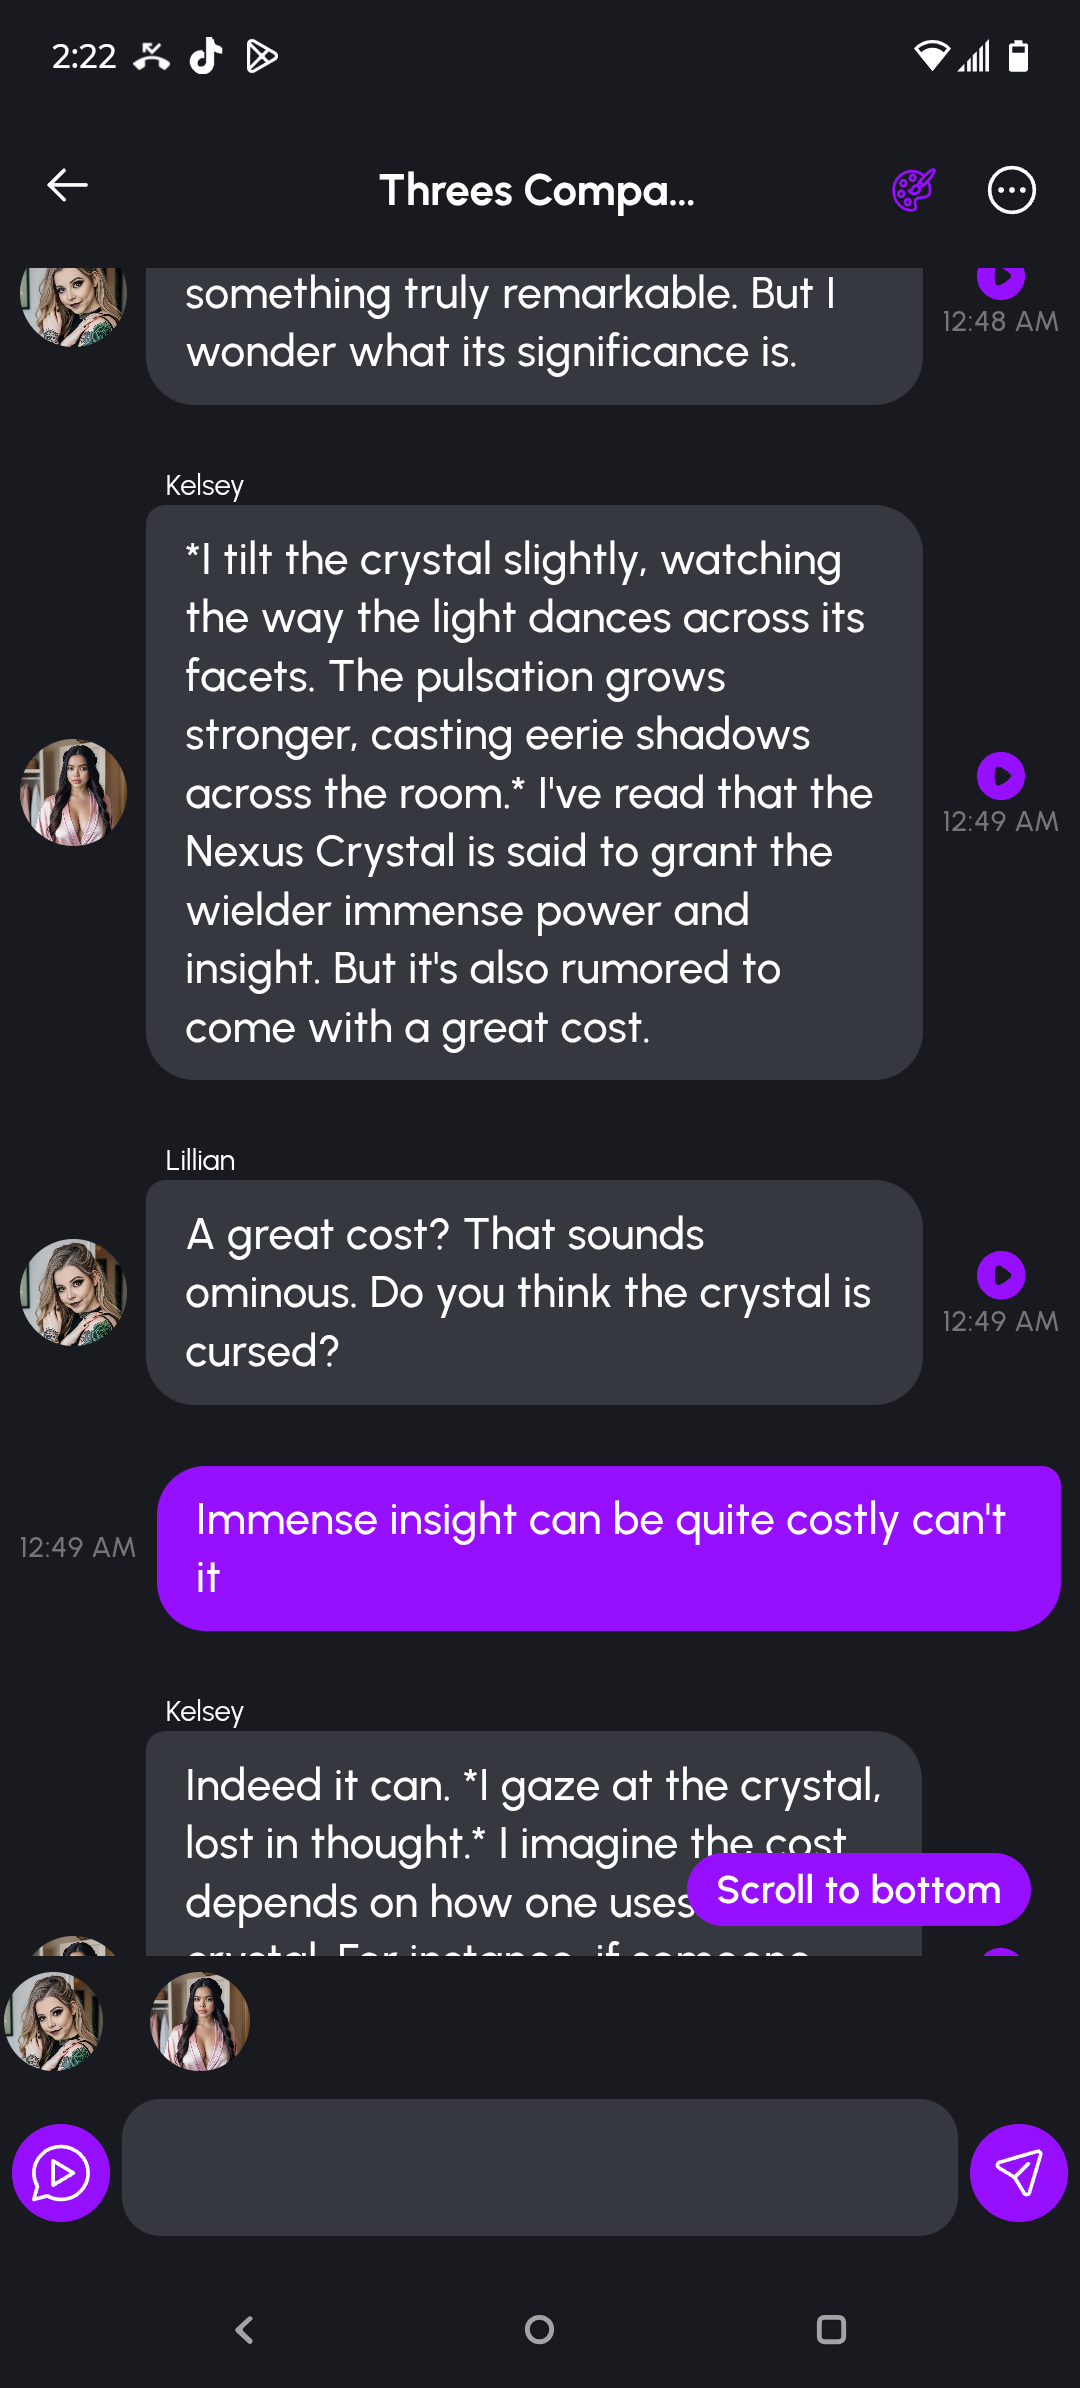 2:22
Threes Compa...
something truly remarkable. But I
wonder what its significance is.
12:48 AM
Kelsey
*I tilt the crystal slightly, watching
the way the light dances across its
facets. The pulsation grows
stronger, casting eerie shadows
across the room.* I've read that the
Nexus Crystal is said to grant the
wielder immense power and
insight. But it's also rumored to
come with a great cost.
12:49 AM
Lillian
A great cost? That sounds
ominous. Do you think the crystal is
cursed?
12:49 AM
Immense insight can be quite costly can't
it
12:49 AM
Kelsey
Indeed it can. *I gaze at the crystal,
lost in thought.* I imagine the cost
depends on how one uses
crystal. For instance, if someone
Scroll to bottom